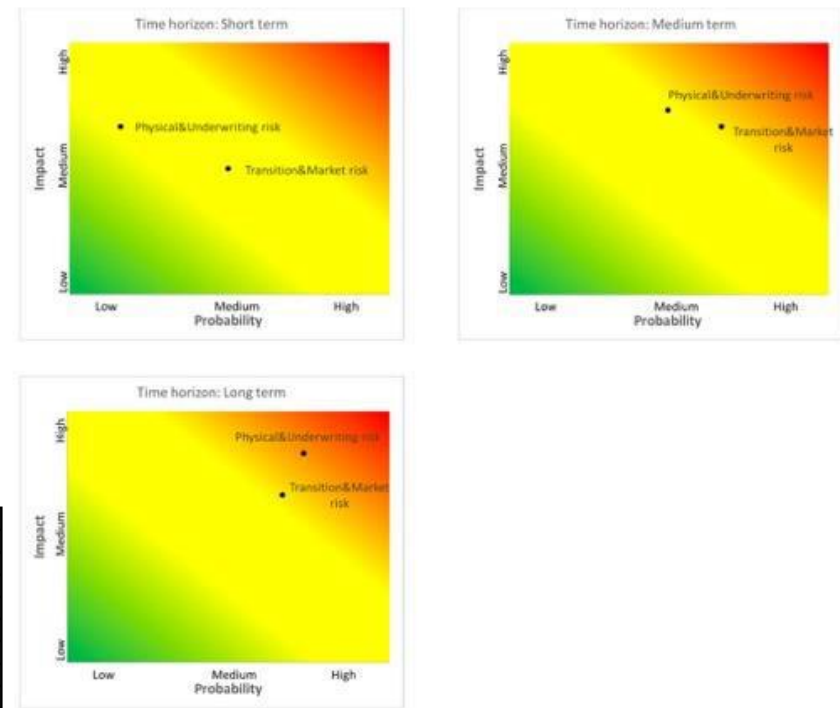 Time horizon: Short term
High
Physical&Underwriting risk
Impact
Medium
Transition&Market risk
Low
Low Medium High
Probability
Time horizon: Medium term
High
Physical&Underwriting risk
Transition&Market
risk
Impact
Medium
Low
Low Medium High
Probability
Time horizon: Long term
High
Physical&Underwriting risk
Transition&Market
risk
Impact
Medium
Low
Low Medium High
Probability